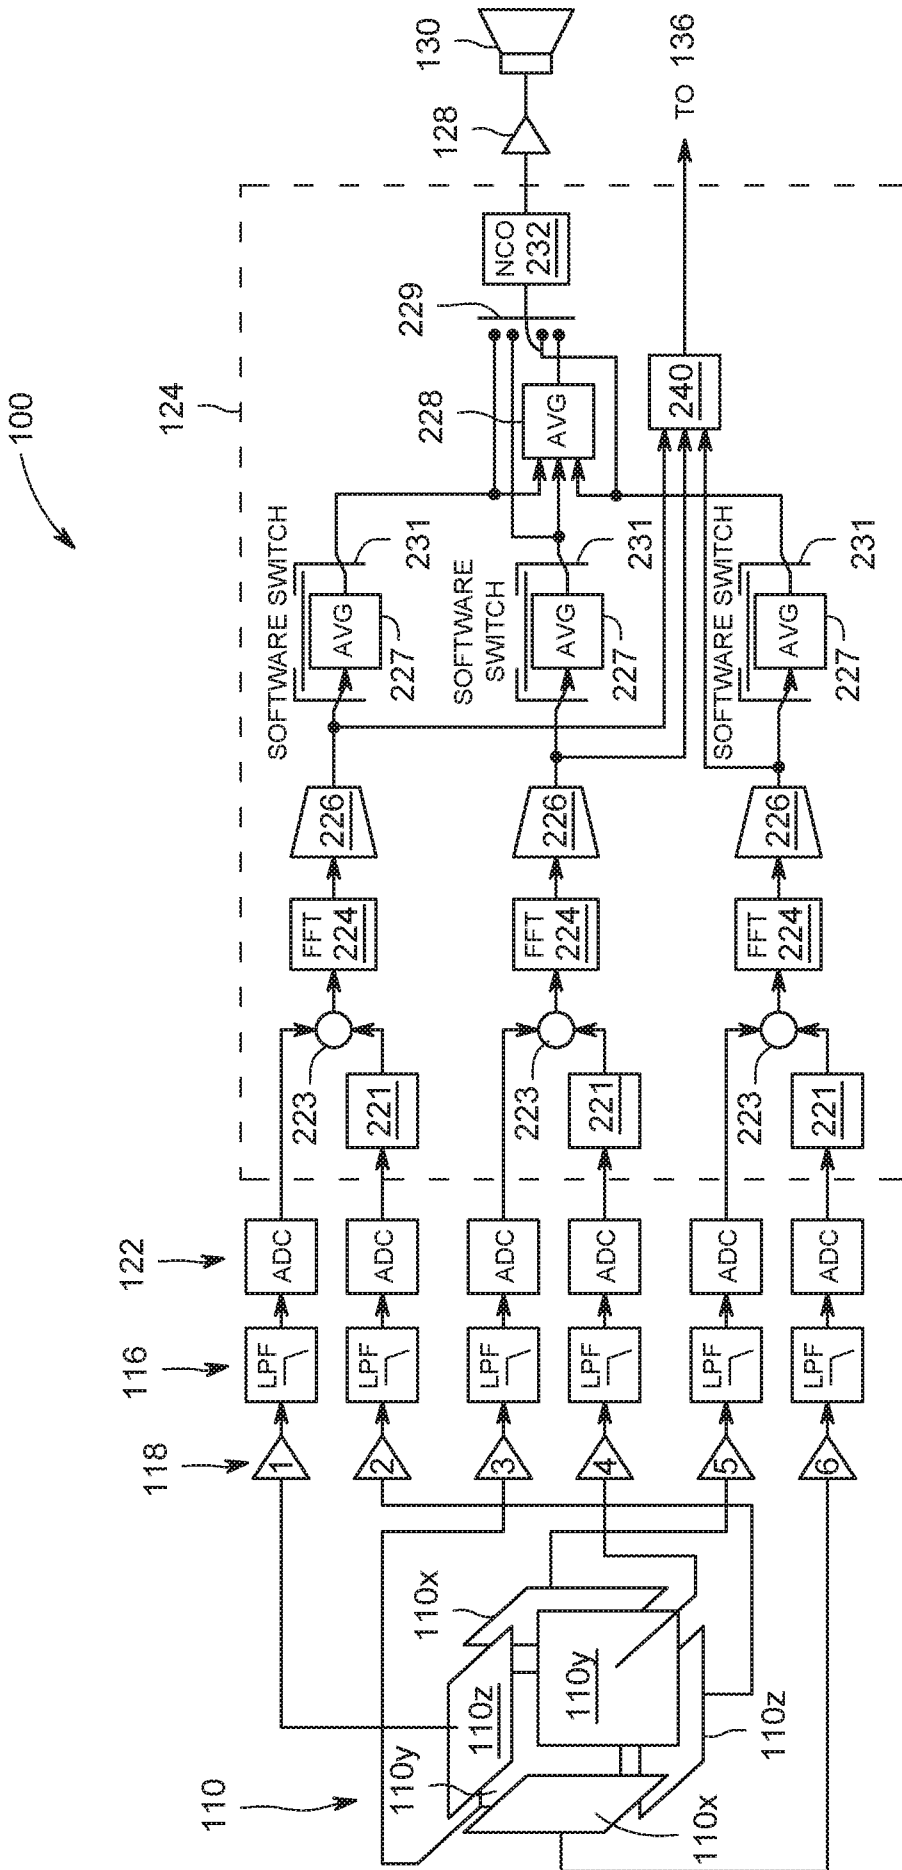 100
110
110z
110y
110x
110y
110x
110z
118
1
2
3
4
5
6
116
LPF
LPF
LPF
LPF
LPF
LPF
122
ADC
ADC
ADC
ADC
ADC
ADC
124
223
221
223
221
223
221
FFT
224
FFT
224
FFT
224
226
226
226
SOFTWARE SWITCH
AVG
227
231
SOFTWARE
SWITCH
AVG
227
231
SOFTWARE SWITCH
AVG
227
231
228
AVG
229
NCO
232
240
128
130
TO 136